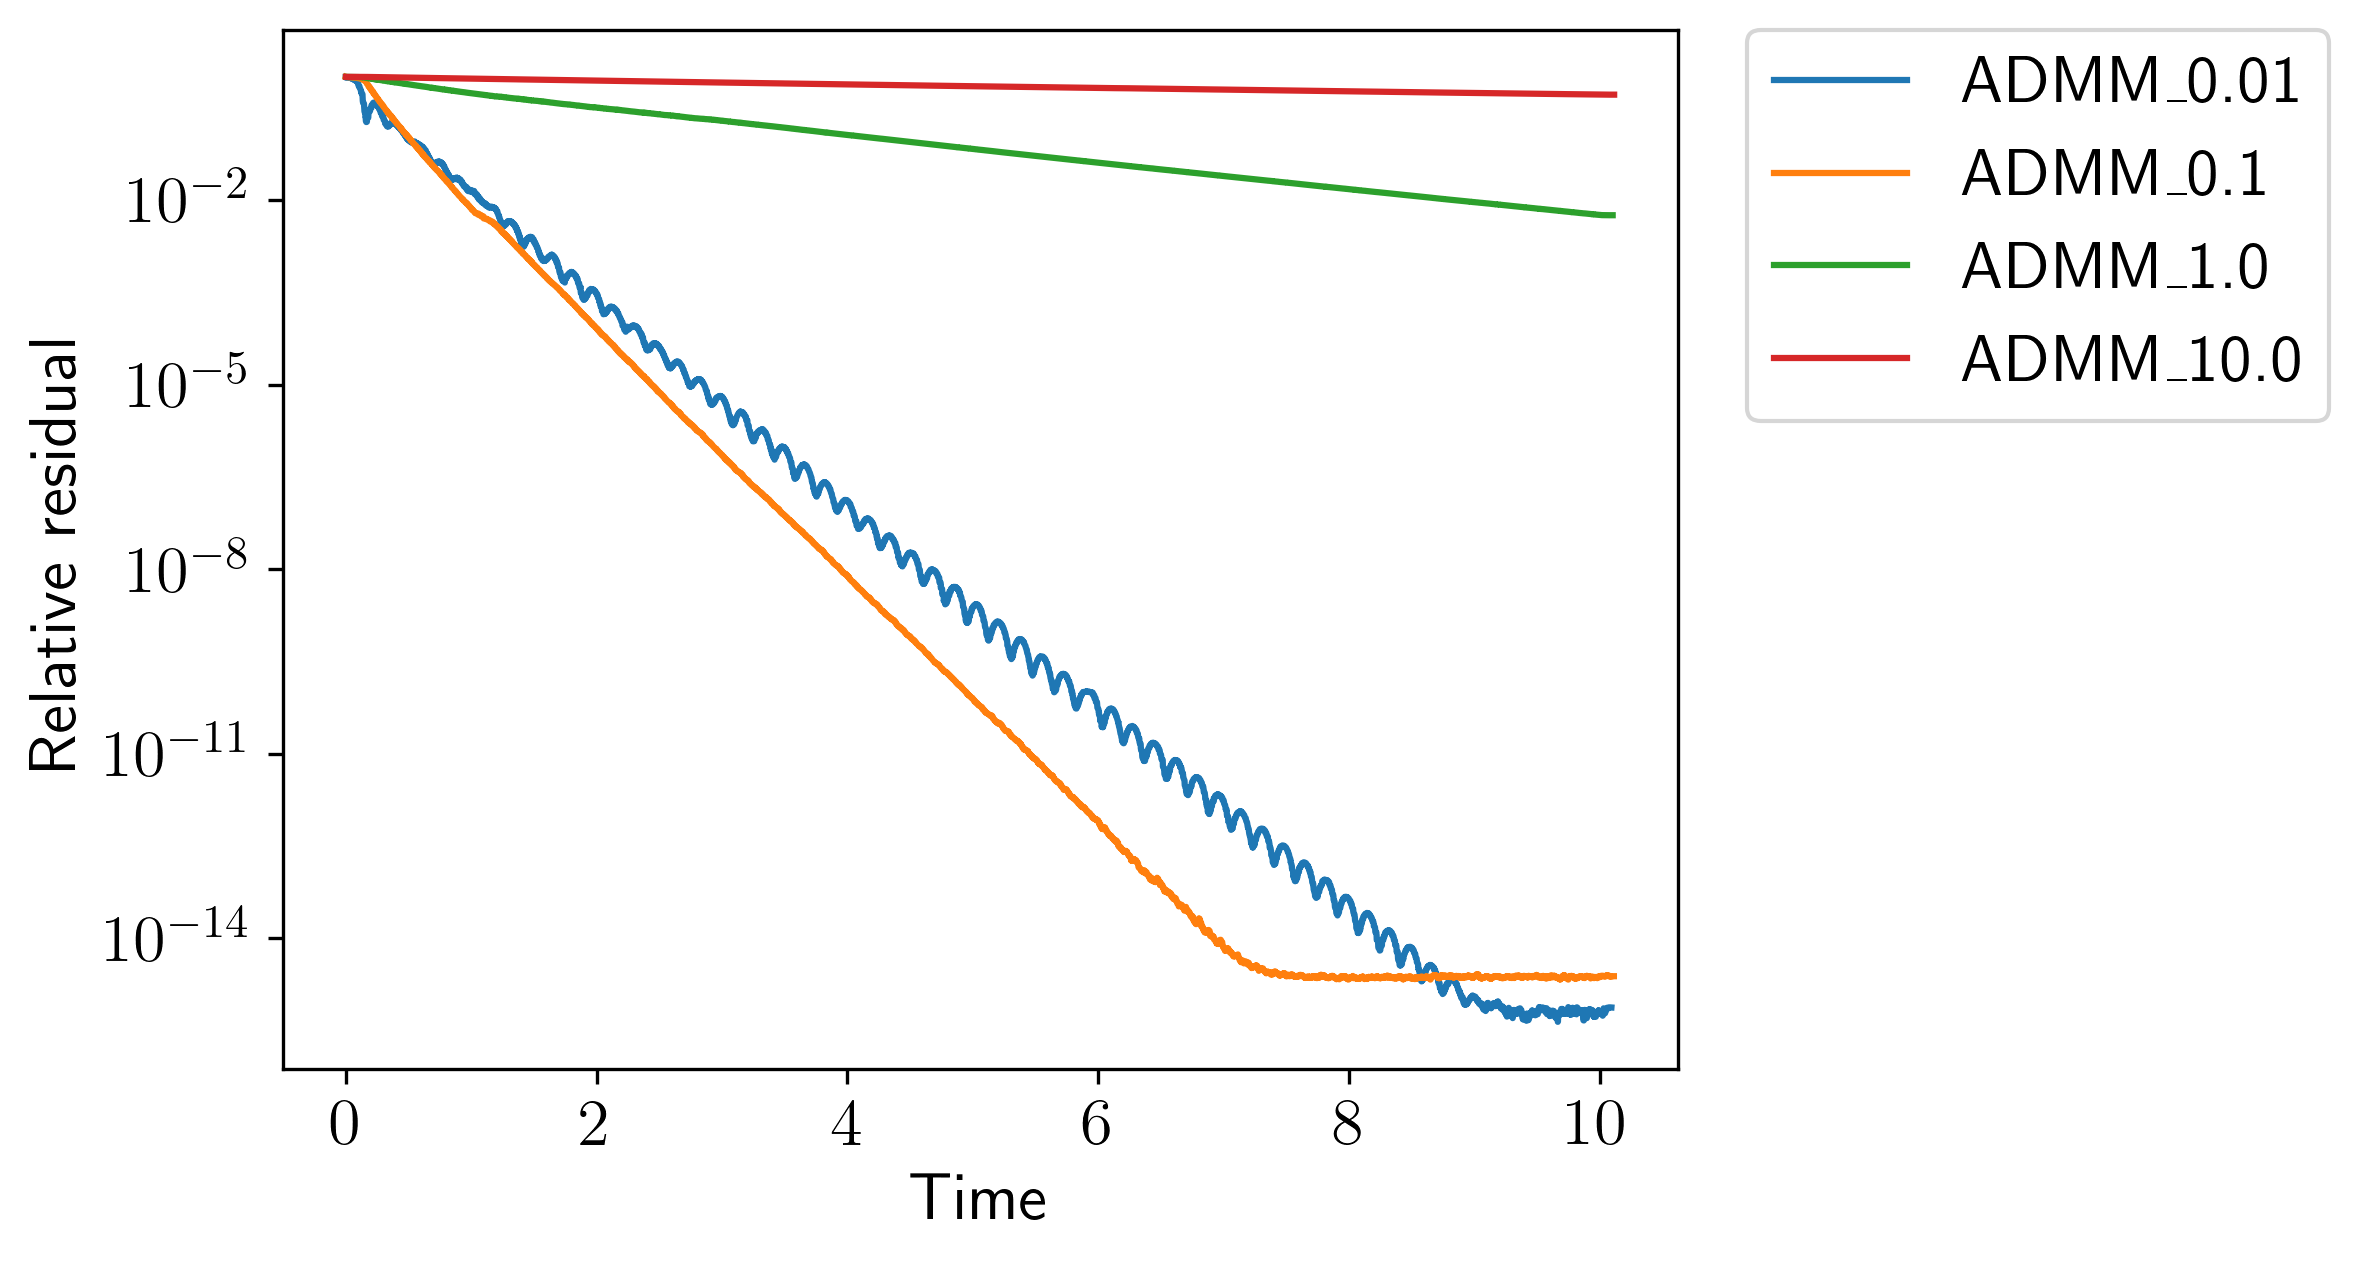 Relative residual
10^{-2}
10^{-5}
10^{-8}
10^{-11}
10^{-14}
0 2 4 6 8 10
Time
ADMM_0.01
ADMM_0.1
ADMM_1.0
ADMM_10.0